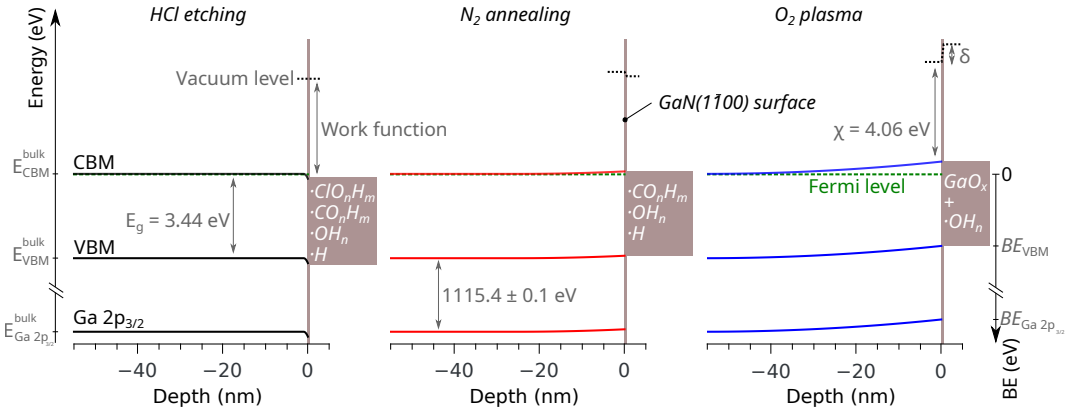 HCl etching
N₂ annealing
O₂ plasma
Energy (eV)
Vacuum level
Work function
GaN(11̄00) surface
δ
χ = 4.06 eV
E_CBM^bulk
CBM
Fermi level
0
E_g = 3.44 eV
·ClOₙHₘ
·COₙHₘ
·OHₙ
·H
·COₙHₘ
·OHₙ
·H
GaOₓ
+
·OHₙ
E_VBM^bulk
VBM
BE_VBM
1115.4 ± 0.1 eV
E_Ga 2p₃/₂^bulk
Ga 2p₃/₂
BE_Ga 2p₃/₂
−40 −20 0
−40 −20 0
−40 −20 0
Depth (nm)
Depth (nm)
Depth (nm)
BE (eV)